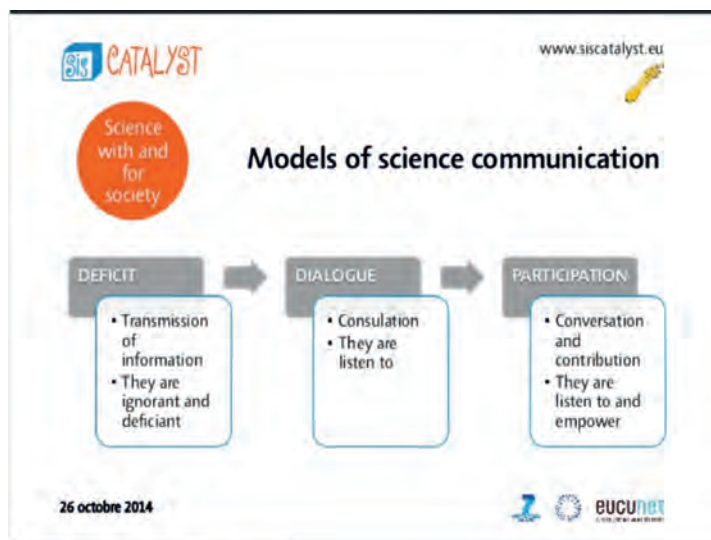 sis CATALYST
www.siscatalyst.eu
Science
with and
for
society
Models of science communication
DEFICIT
• Transmission
of
information
• They are
ignorant and
deficiant
DIALOGUE
• Consulation
• They are
listen to
PARTICIPATION
• Conversation
and
contribution
• They are
listen to and
empower
26 octobre 2014
7
eucunet